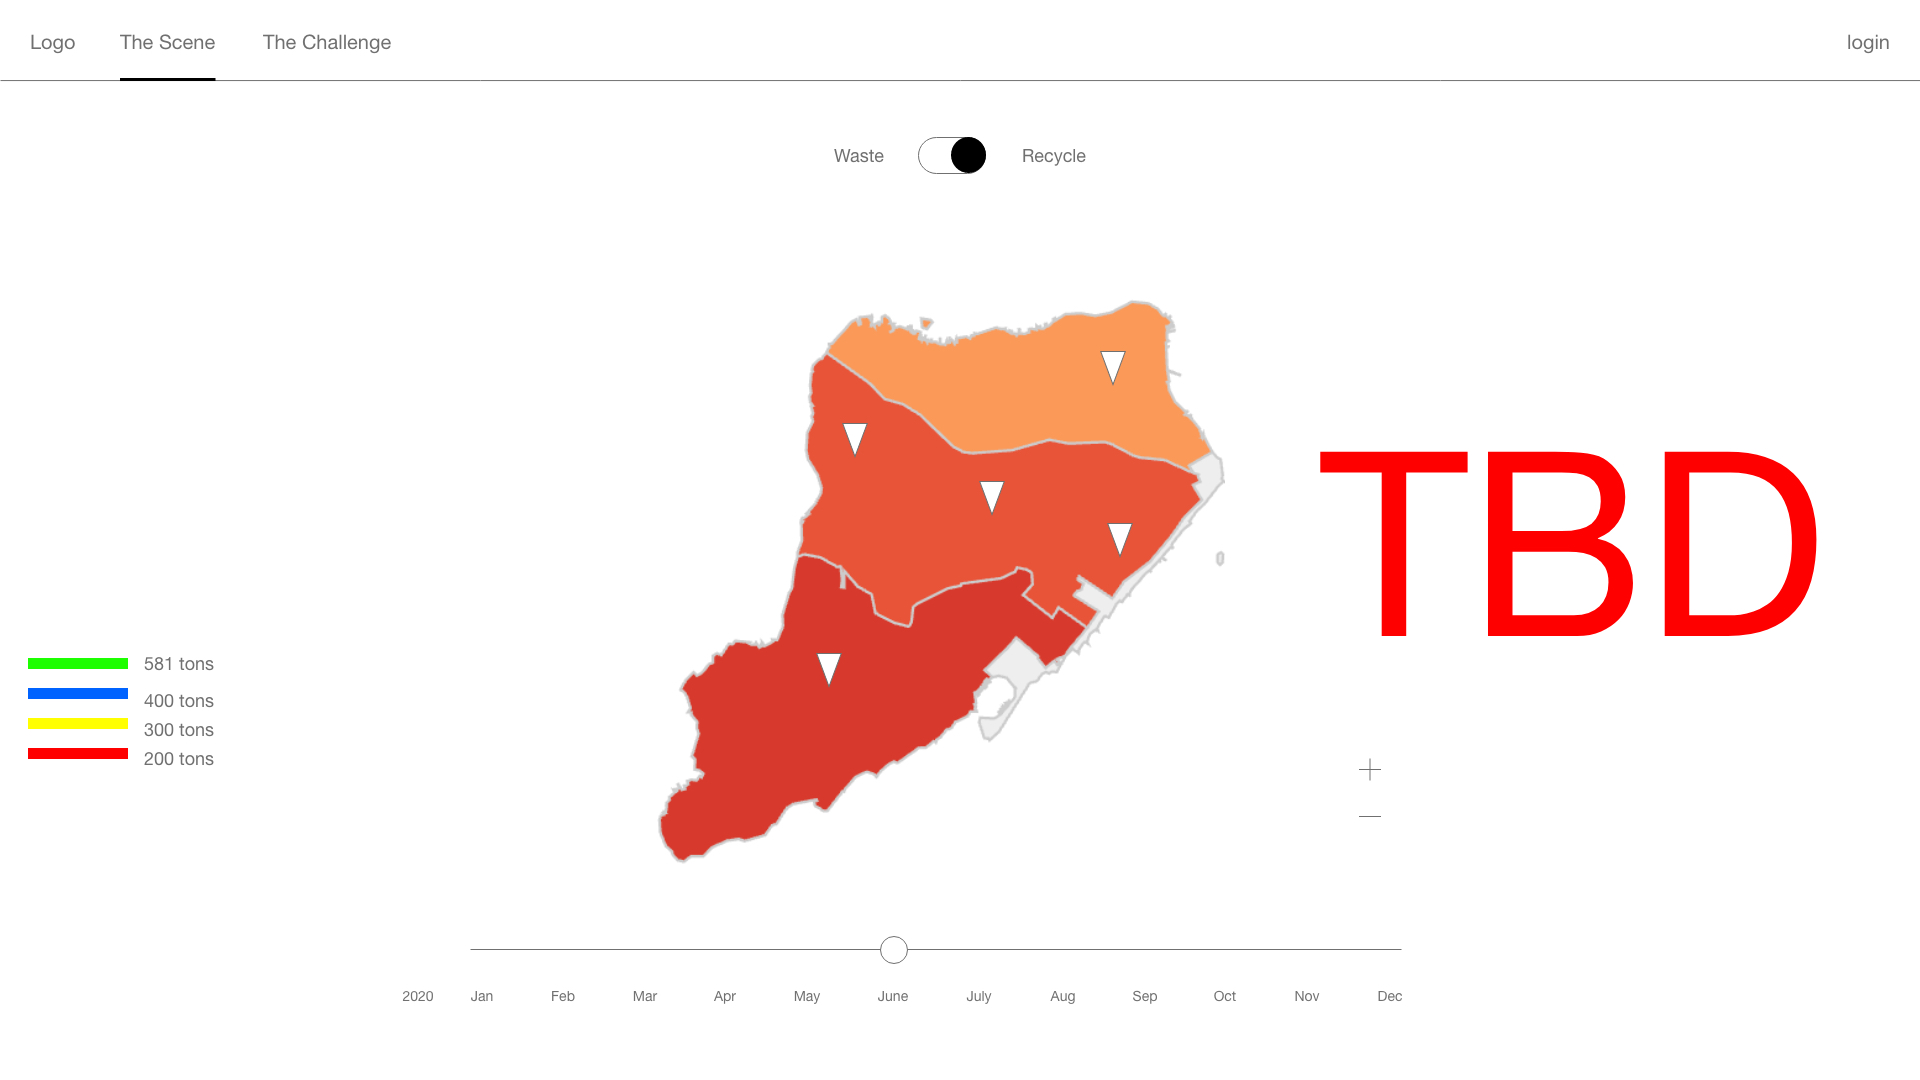 Logo The Scene The Challenge login
Waste Recycle
TBD
581 tons
400 tons
300 tons
200 tons
2020 Jan Feb Mar Apr May June July Aug Sep Oct Nov Dec